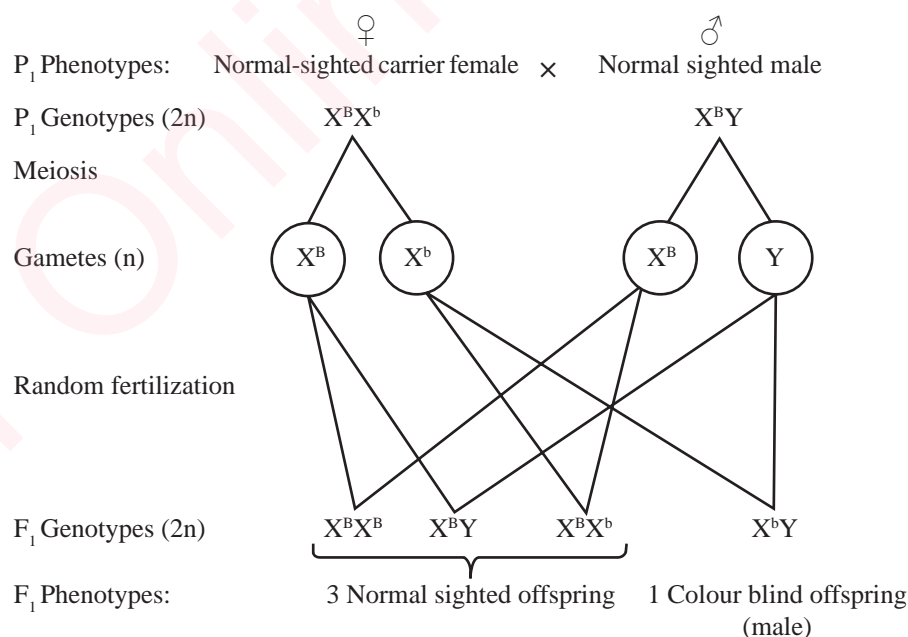 ♀ ♂
P₁ Phenotypes: Normal-sighted carrier female × Normal sighted male
P₁ Genotypes (2n) XᴮXᵇ XᴮY
Meiosis
Gametes (n) Xᴮ Xᵇ Xᴮ Y
Random fertilization
F₁ Genotypes (2n) XᴮXᴮ XᴮY XᴮXᵇ XᵇY
F₁ Phenotypes: 3 Normal sighted offspring 1 Colour blind offspring
(male)
Onlin